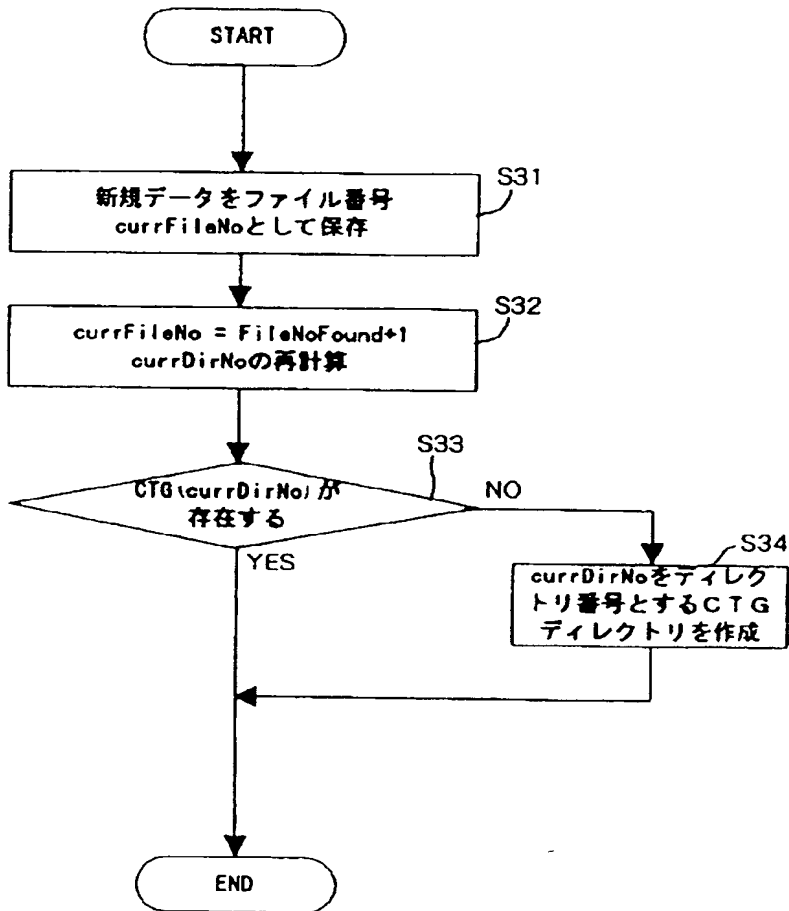 START
新規データをファイル番号
currFileNoとして保存
S31
currFileNo = FileNoFound+1
currDirNoの再計算
S32
CTG(currDirNo)が
存在する
S33
NO
YES
currDirNoをディレク
トリ番号とするCTG
ディレクトリを作成
S34
END